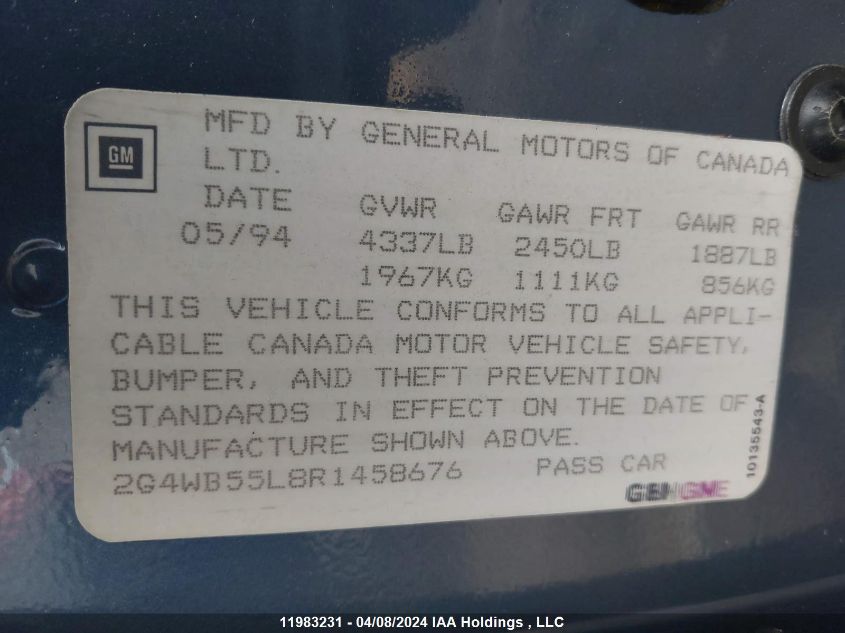 GM
MFD BY GENERAL MOTORS OF CANADA
LTD.
DATE GVWR GAWR FRT GAWR RR
05/94 4337LB 2450LB 1887LB
1967KG 1111KG 856KG
THIS VEHICLE CONFORMS TO ALL APPLI-
CABLE CANADA MOTOR VEHICLE SAFETY,
BUMPER, AND THEFT PREVENTION
STANDARDS IN EFFECT ON THE DATE OF
MANUFACTURE SHOWN ABOVE.
2G4WB55L8R1458676 PASS CAR
10135543-A
11983231 - 04/08/2024 IAA Holdings , LLC